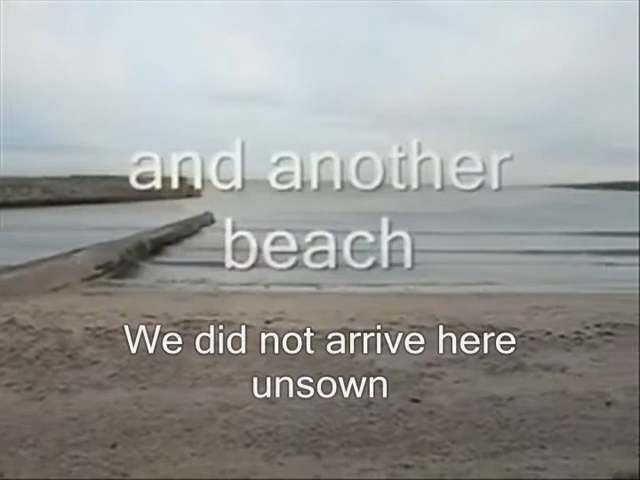 and another
beach
We did not arrive here
unsown